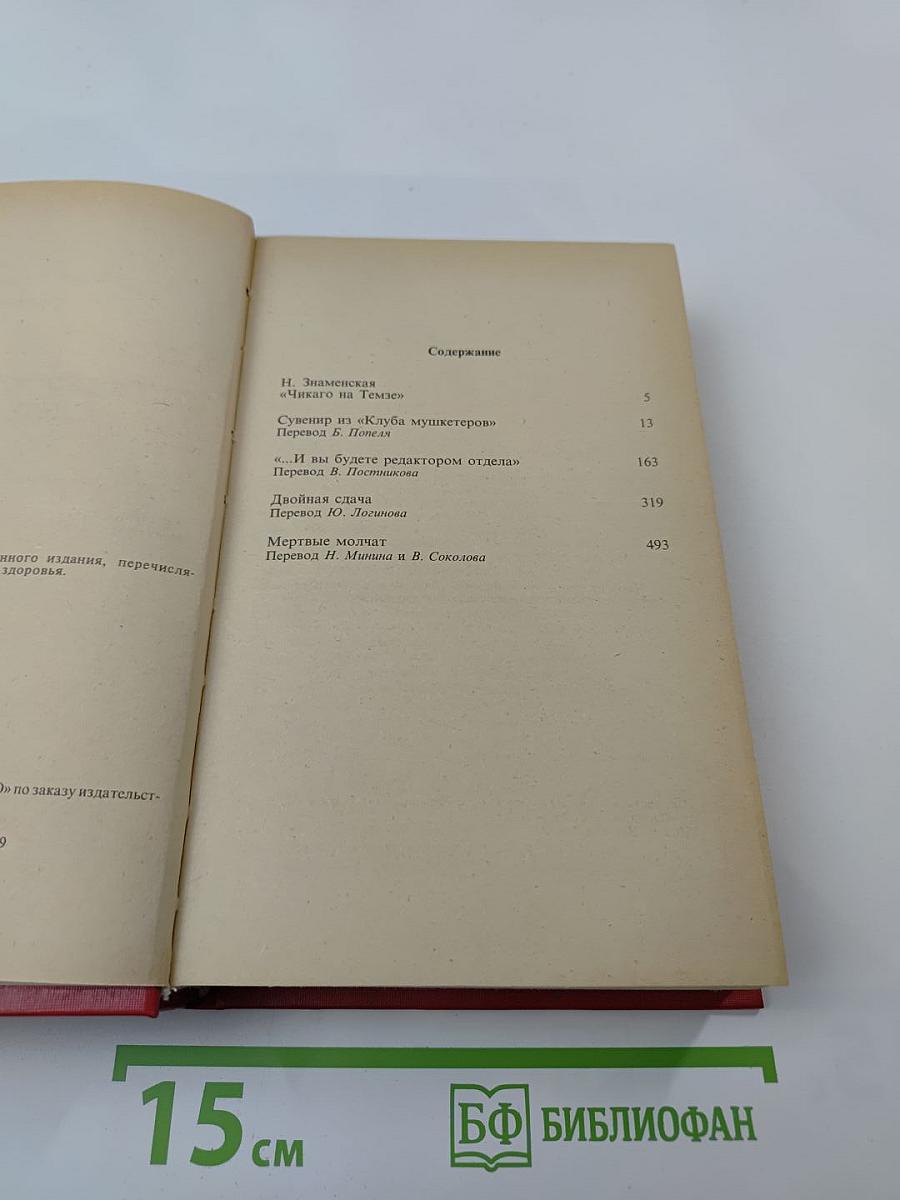 нного издания, перечисля-
здоровья.
» по заказу издательст-
9
Содержание
Н. Знаменская
«Чикаго на Темзе» 5
Сувенир из «Клуба мушкетеров» 13
Перевод Б. Попеля
«...И вы будете редактором отдела» 163
Перевод В. Постникова
Двойная сдача 319
Перевод Ю. Логинова
Мертвые молчат 493
Перевод Н. Минина и В. Соколова
15 см
БФ БИБЛИОФАН